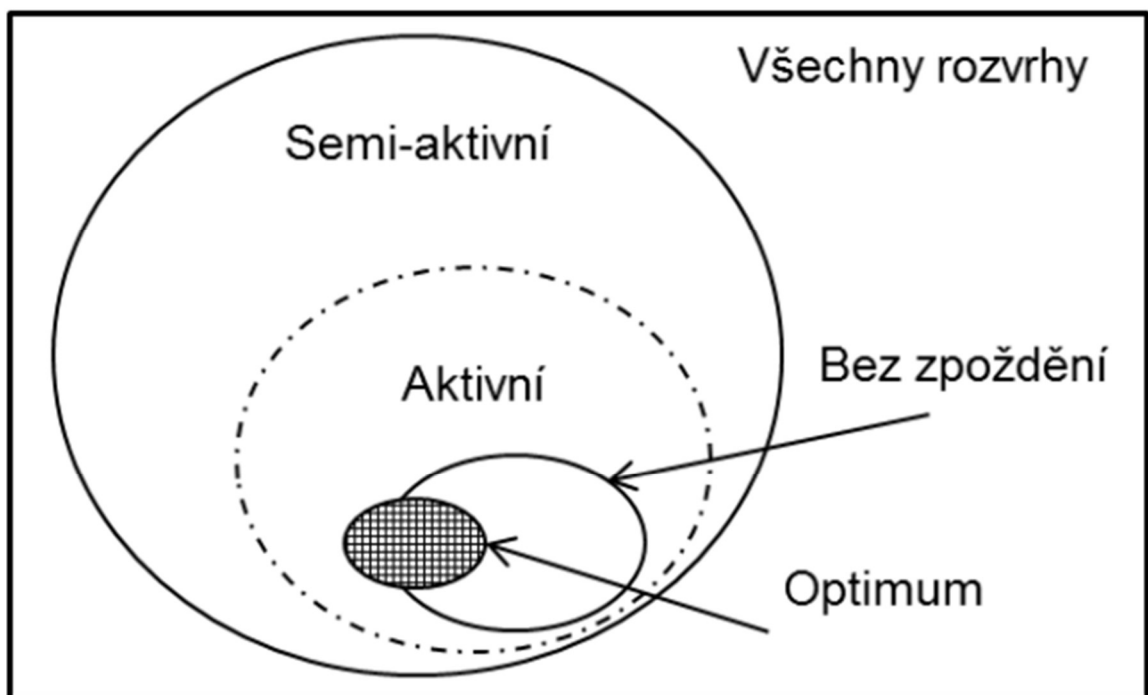 Všechny rozvrhy
Semi-aktivní
Bez zpoždění
Aktivní
Optimum